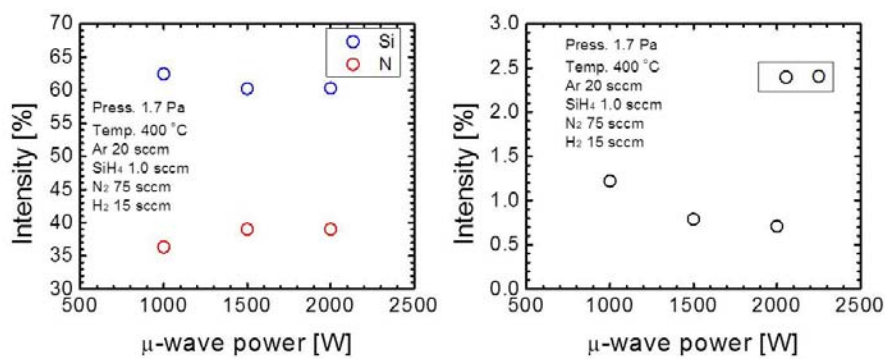 70
65
60
55
50
45
40
35
30
Intensity [%]
Si
N
Press. 1.7 Pa
Temp. 400 °C
Ar 20 sccm
SiH₄ 1.0 sccm
N₂ 75 sccm
H₂ 15 sccm
500 1000 1500 2000 2500
μ-wave power [W]
3.0
2.5
2.0
1.5
1.0
0.5
0.0
Intensity [%]
Press. 1.7 Pa
Temp. 400 °C
Ar 20 sccm
SiH₄ 1.0 sccm
N₂ 75 sccm
H₂ 15 sccm
O
500 1000 1500 2000 2500
μ-wave power [W]